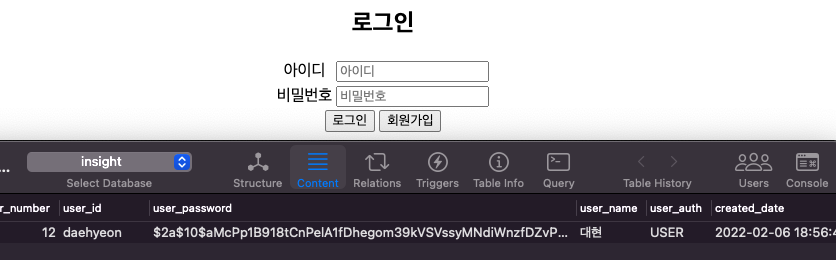 로그인
아이디 아이디
비밀번호 비밀번호
로그인 회원가입
... insight
Select Database Structure Content Relations Triggers Table Info Query Table History Users Console
r_number user_id user_password user_name user_auth created_date
12 daehyeon $2a$10$aMcPp1B918tCnPelA1fDhegom39kVSVssyMNdiWnzfDZvP... 대현 USER 2022-02-06 18:56:4